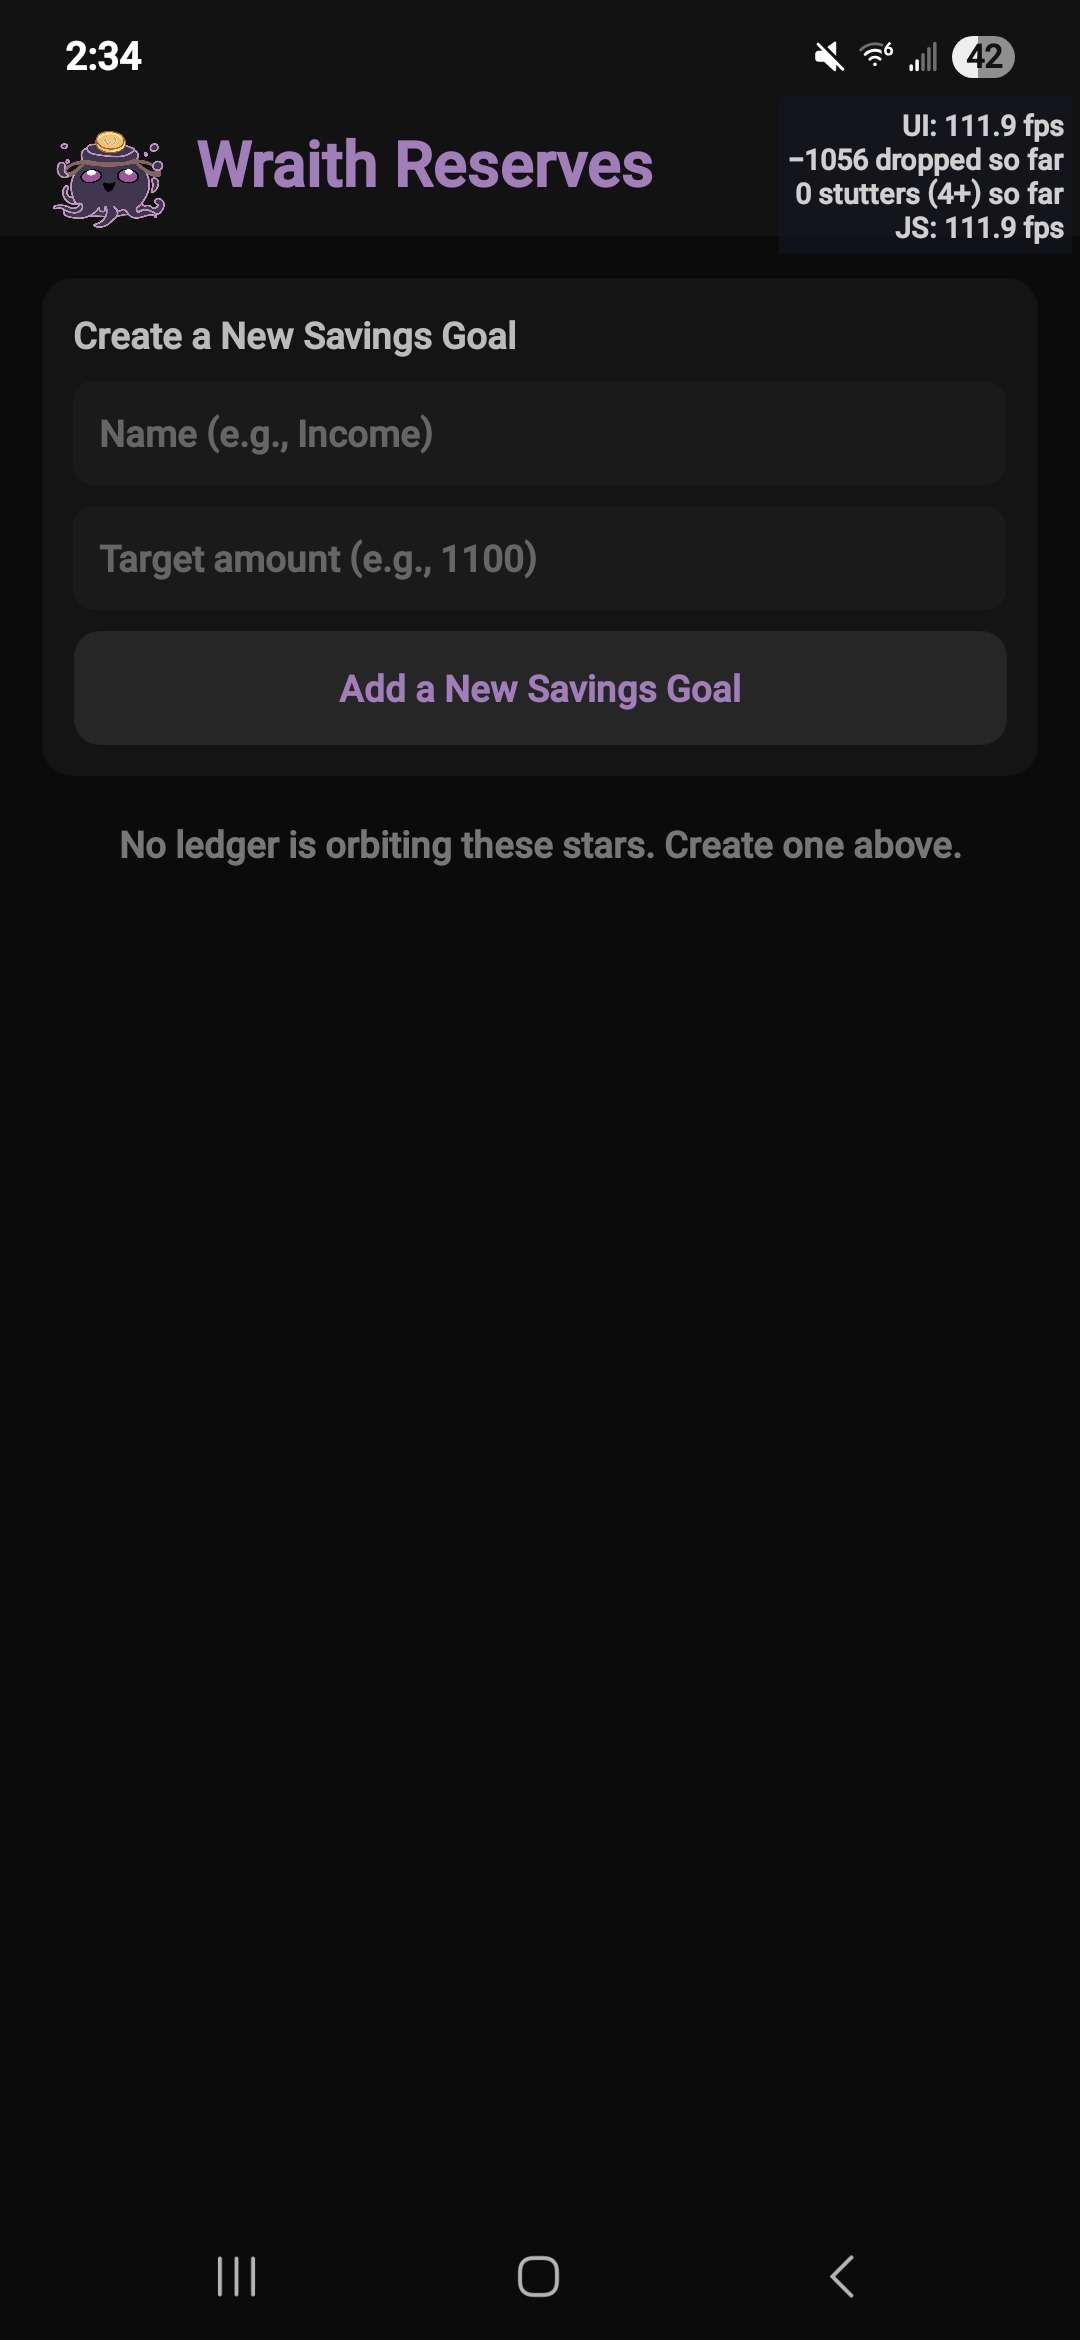 2:34
6
42
UI: 111.9 fps
-1056 dropped so far
0 stutters (4+) so far
JS: 111.9 fps
Wraith Reserves
Create a New Savings Goal
Name (e.g., Income)
Target amount (e.g., 1100)
Add a New Savings Goal
No ledger is orbiting these stars. Create one above.